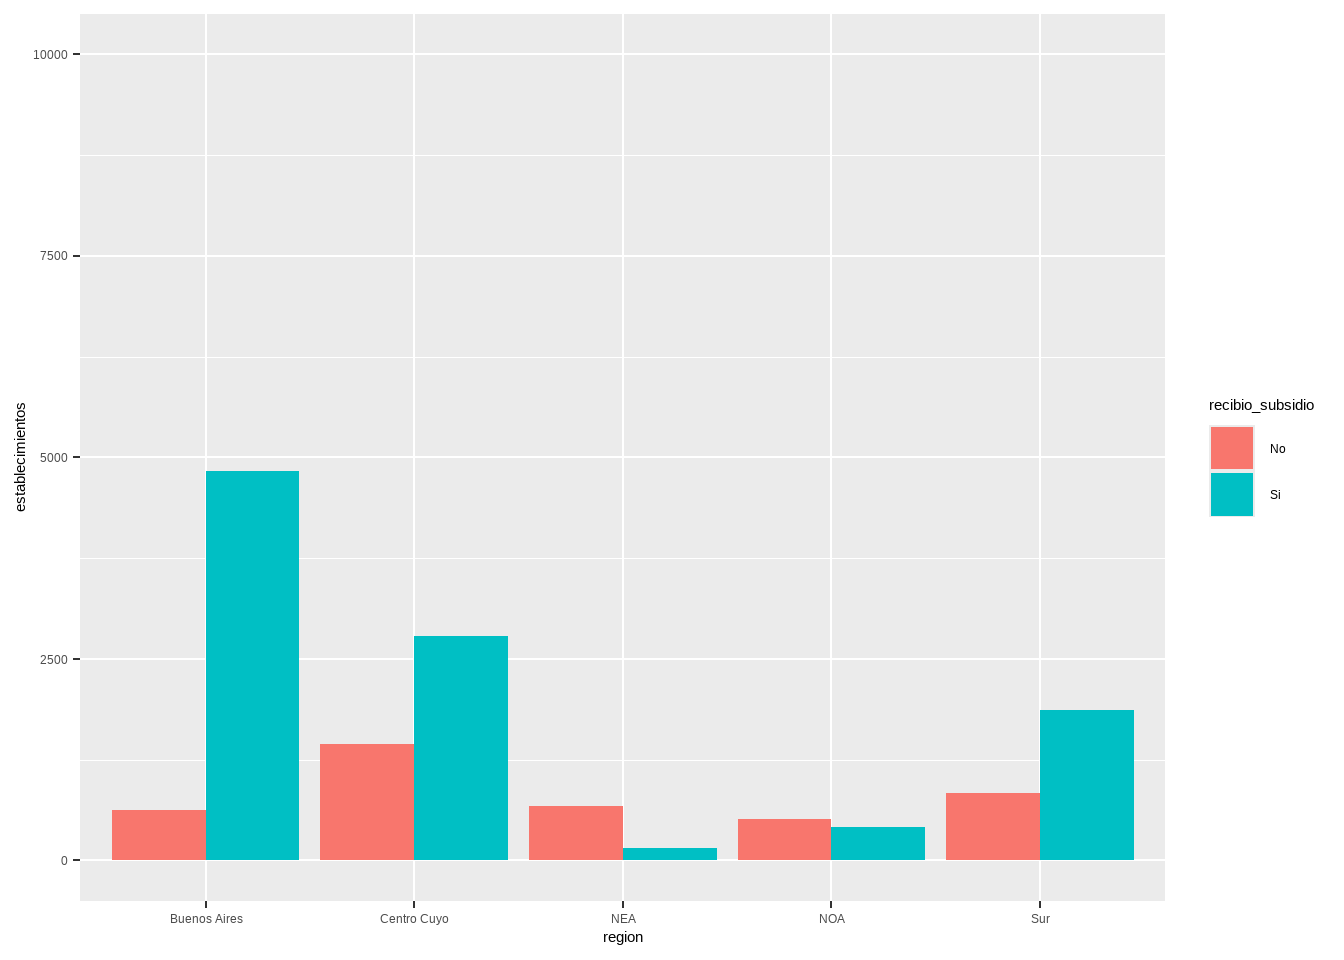 10000
7500
5000
2500
0
establecimientos
Buenos Aires
Centro Cuyo
NEA
NOA
Sur
region
recibio_subsidio
No
Si